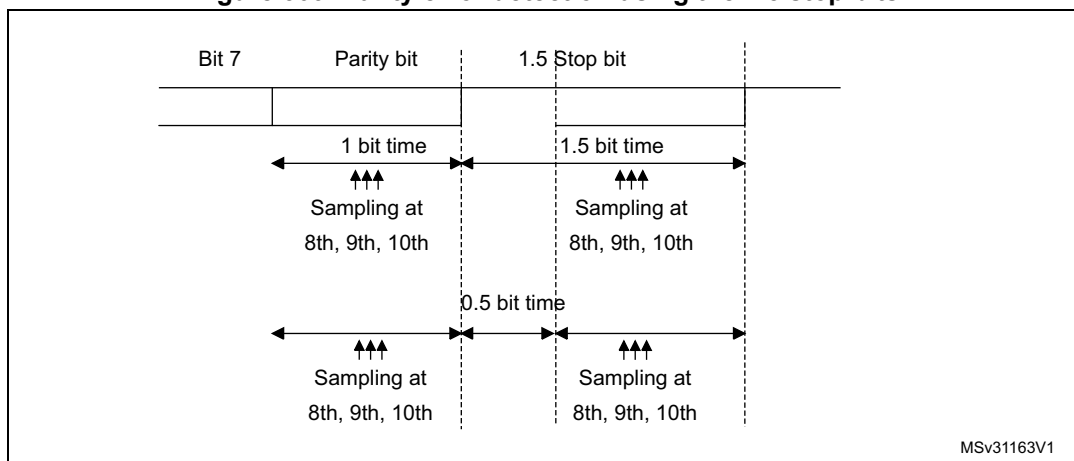 Bit 7 Parity bit 1.5 Stop bit
1 bit time 1.5 bit time
Sampling at Sampling at
8th, 9th, 10th 8th, 9th, 10th
0.5 bit time
Sampling at Sampling at
8th, 9th, 10th 8th, 9th, 10th
MSv31163V1